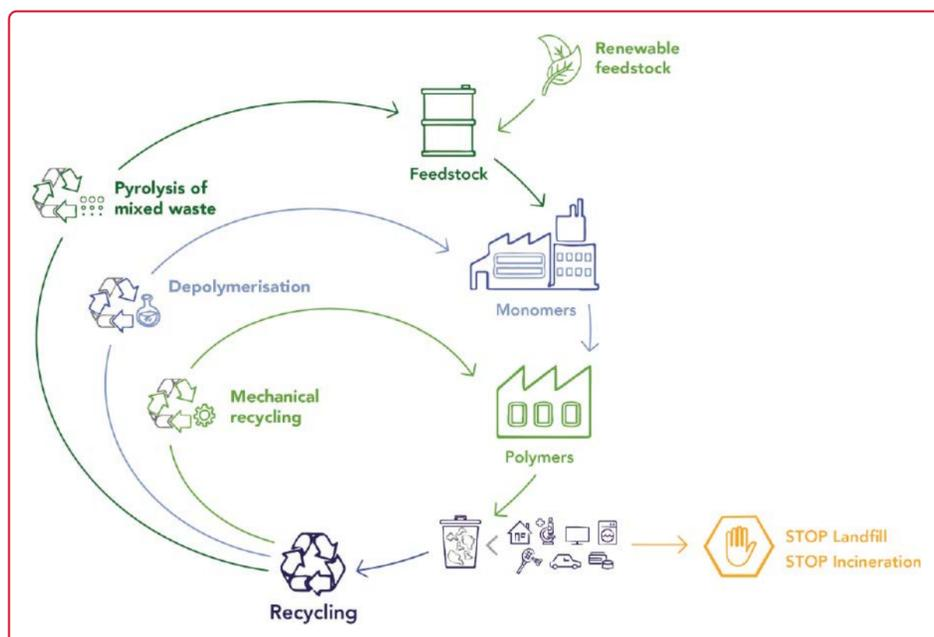 Renewable
feedstock
Feedstock
Pyrolysis of
mixed waste
Depolymerisation
Monomers
Mechanical
recycling
Polymers
STOP Landfill
STOP Incineration
Recycling